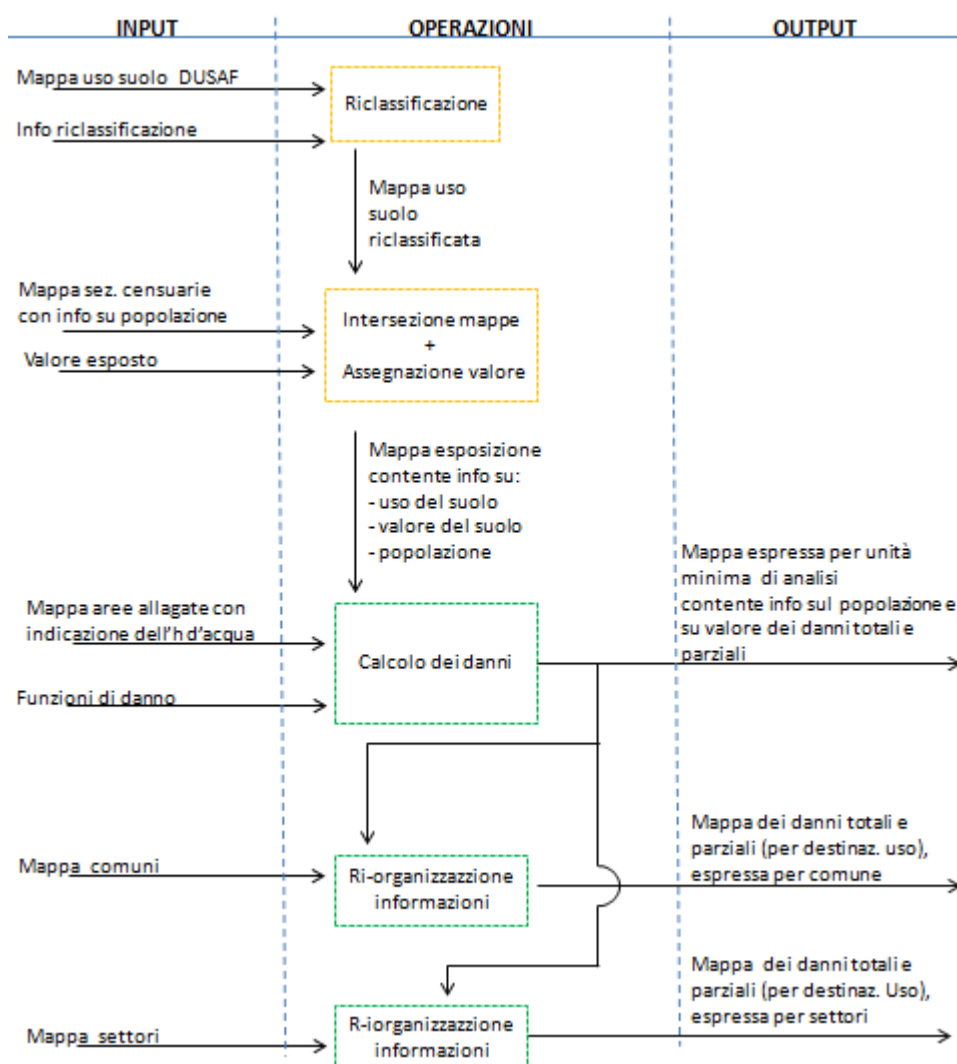 INPUT
OPERAZIONI
OUTPUT
Mappa uso suolo DUSAF
Info riclassificazione
Riclassificazione
Mappa uso
suolo
riclassificata
Mappa sez. censuarie
con info su popolazione
Valore esposto
Intersezione mappe
+
Assegnazione valore
Mappa esposizione
contente info su:
- uso del suolo
- valore del suolo
- popolazione
Mappa aree allagate con
indicazione dell'h d'acqua
Funzioni di danno
Calcolo dei danni
Mappa espressa per unità
minima di analisi
contente info sul popolazione e
su valore dei danni totali e
parziali
Mappa comuni
Ri-organizzazzione
informazioni
Mappa dei danni totali e
parziali (per destinaz. uso),
espressa per comune
Mappa settori
R-iorganizzazzione
informazioni
Mappa dei danni totali e
parziali (per destinaz. Uso),
espressa per settori